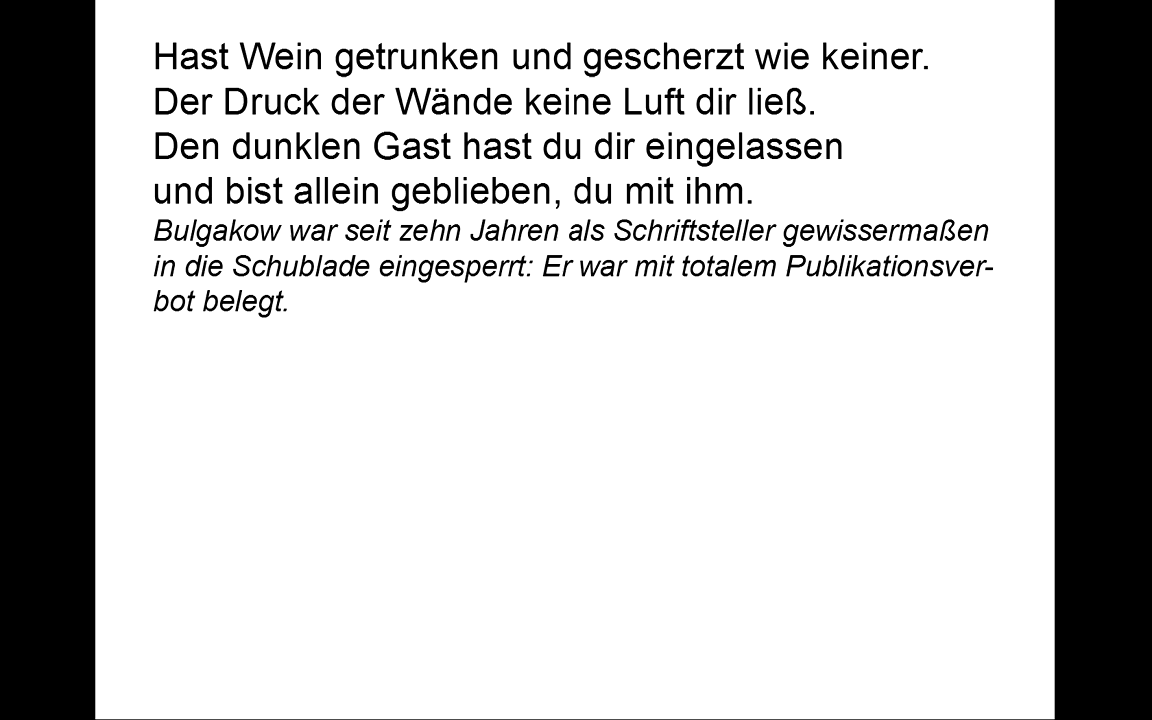 Hast Wein getrunken und gescherzt wie keiner.
Der Druck der Wände keine Luft dir ließ.
Den dunklen Gast hast du dir eingelassen
und bist allein geblieben, du mit ihm.
Bulgakow war seit zehn Jahren als Schriftsteller gewissermaßen
in die Schublade eingesperrt: Er war mit totalem Publikationsver-
bot belegt.